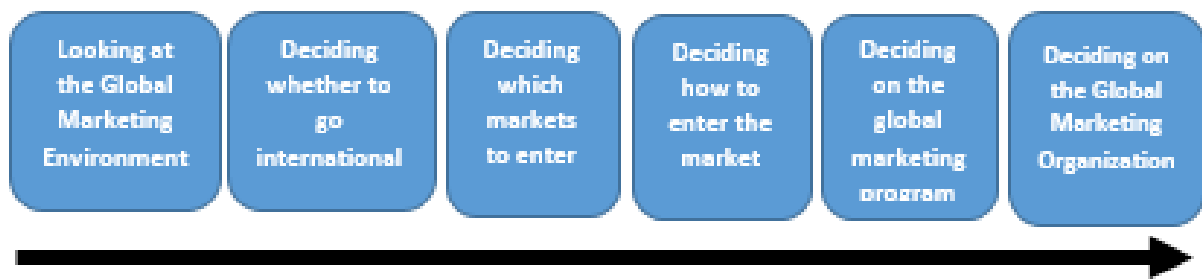 Looking at
the Global
Marketing
Environment
Deciding
whether to
go
international
Deciding
which
markets
to enter
Deciding
how to
enter the
market
Deciding
on the
global
marketing
program
Deciding on
the Global
Marketing
Organization